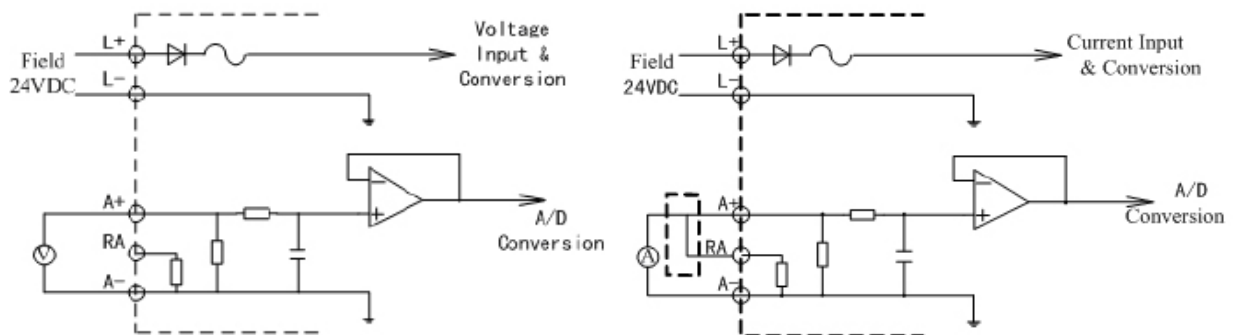 L+
Voltage
Input &
Conversion
Field
24VDC
L-
A+
V
RA
A-
A/D
Conversion
L+
Current Input
& Conversion
Field
24VDC
L-
A+
A
RA
A-
A/D
Conversion